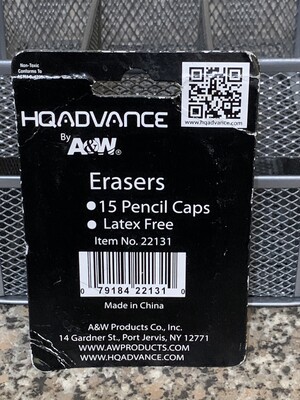 Non-Toxic
Conforms To
www.hqadvance.com
HQADVANCE
By A&W®
Erasers
• 15 Pencil Caps
• Latex Free
Item No. 22131
0 79184 22131 0
Made in China
A&W Products Co., Inc.
14 Gardner St., Port Jervis, NY 12771
WWW.AWPRODUCTS.COM
WWW.HQADVANCE.COM